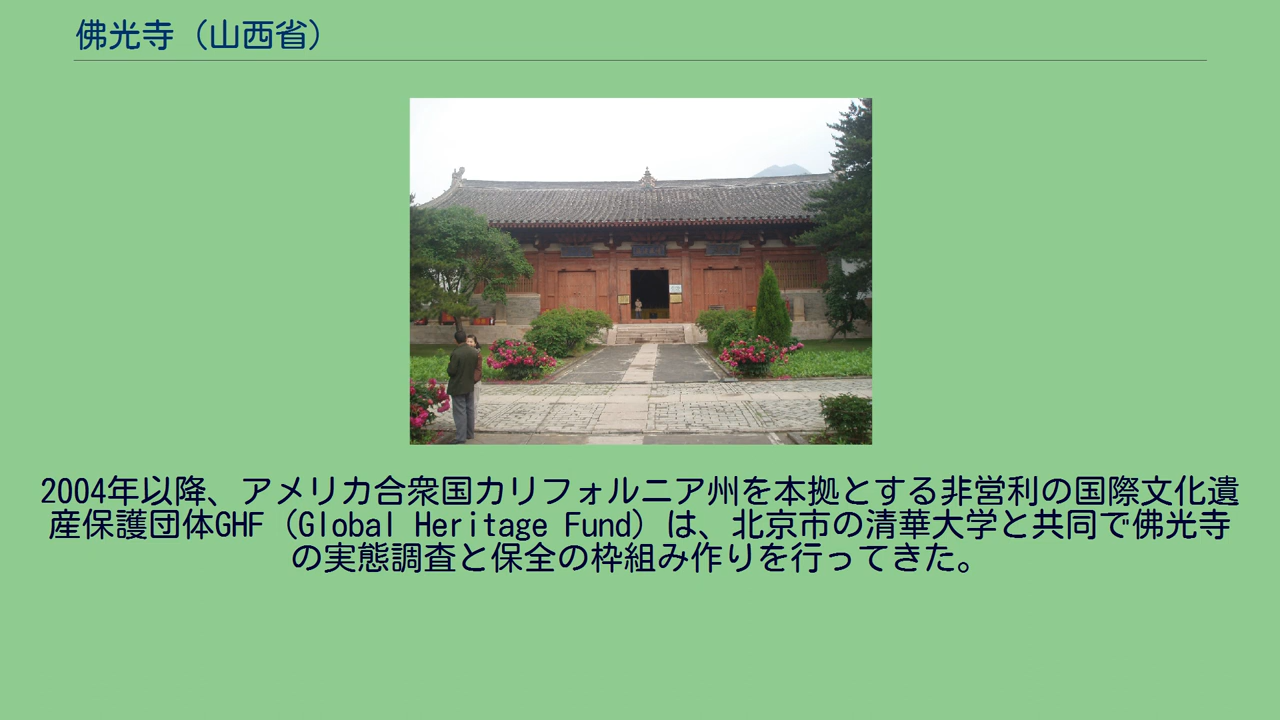 佛光寺（山西省）
2004年以降、アメリカ合衆国カリフォルニア州を本拠とする非営利の国際文化遺
産保護団体GHF（Global Heritage Fund）は、北京市の清華大学と共同で佛光寺
の実態調査と保全の枠組み作りを行ってきた。